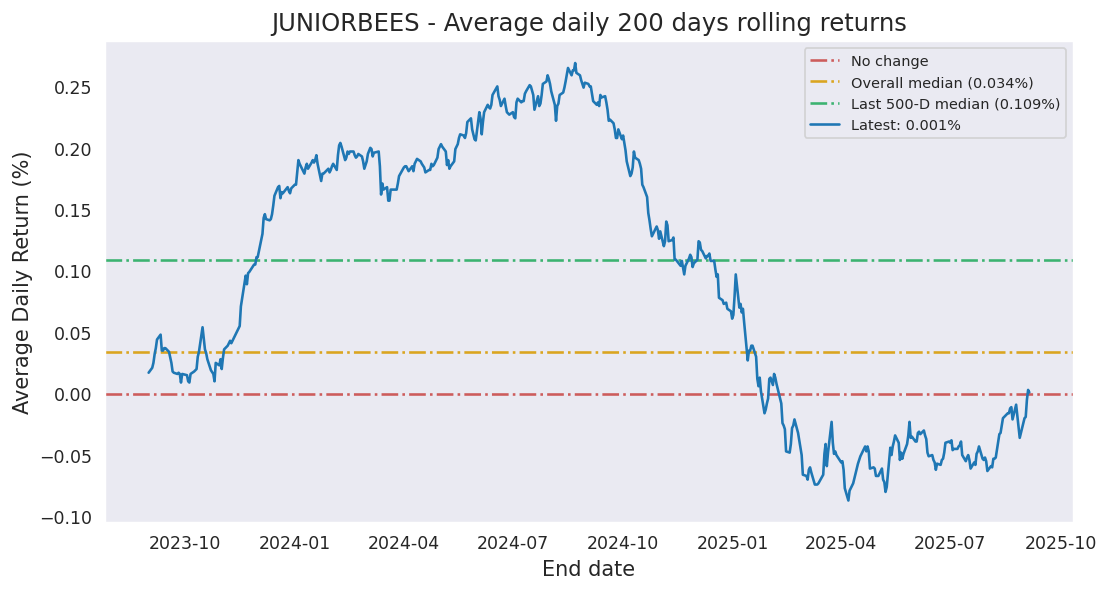 JUNIORBEES - Average daily 200 days rolling returns
No change
Overall median (0.034%)
Last 500-D median (0.109%)
Latest: 0.001%
Average Daily Return (%)
0.25
0.20
0.15
0.10
0.05
0.00
−0.05
−0.10
2023-10 2024-01 2024-04 2024-07 2024-10 2025-01 2025-04 2025-07 2025-10
End date